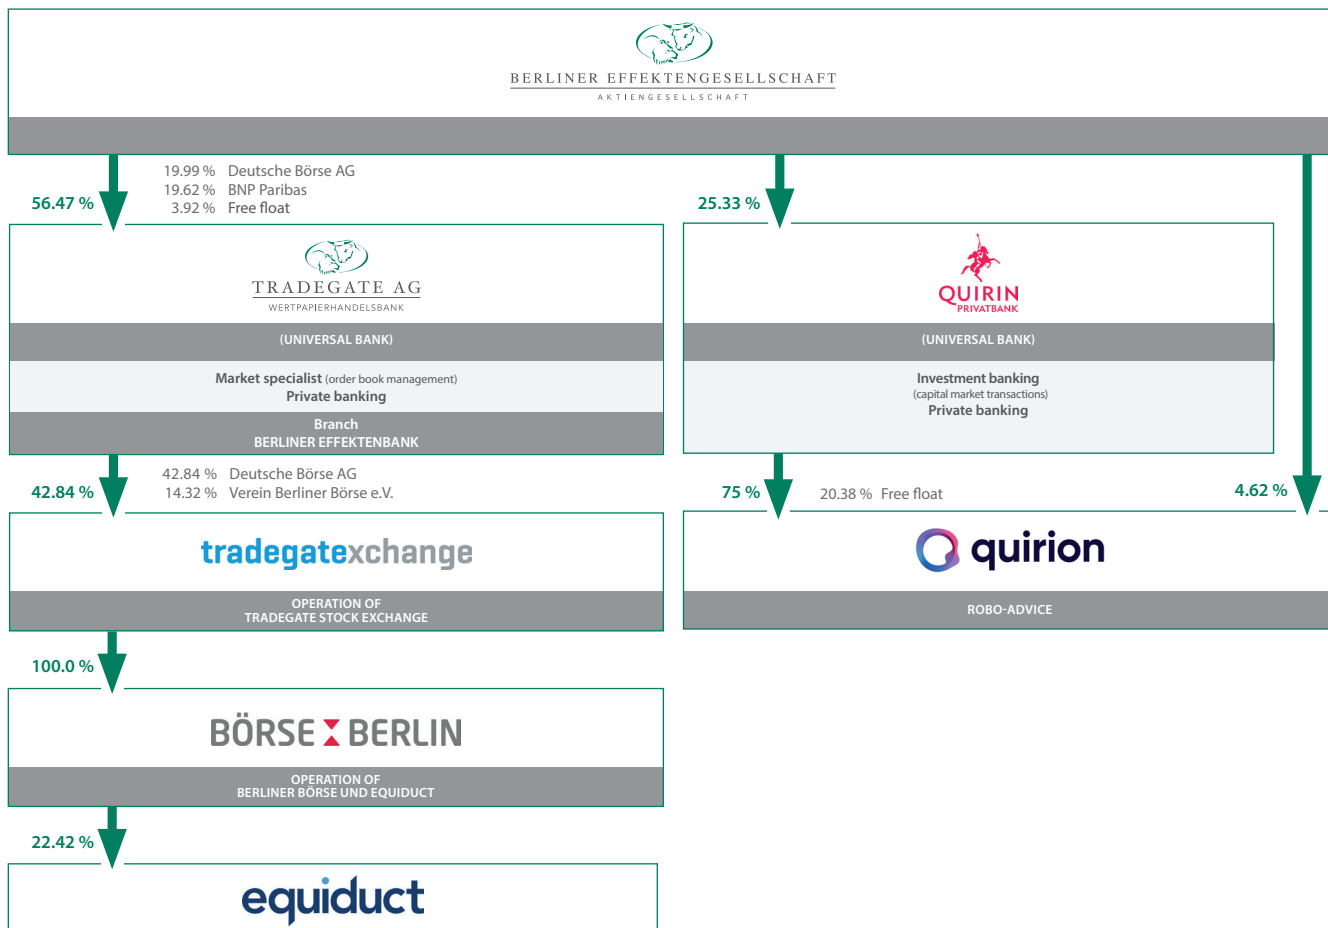 BERLINER EFFEKTENGESELLSCHAFT
AKTIENGESELLSCHAFT
19.99 % Deutsche Börse AG
19.62 % BNP Paribas
3.92 % Free float
56.47 %
25.33 %
TRADEGATE AG
WERTPAPIERHANDELSBANK
(UNIVERSAL BANK)
Market specialist (order book management)
Private banking
Branch
BERLINER EFFEKTENBANK
QUIRIN
PRIVATBANK
(UNIVERSAL BANK)
Investment banking
(capital market transactions)
Private banking
42.84 % Deutsche Börse AG
14.32 % Verein Berliner Börse e.V.
42.84 %
75 %
20.38 % Free float
4.62 %
tradegatexchange
OPERATION OF
TRADEGATE STOCK EXCHANGE
quirion
ROBO-ADVICE
100.0 %
BÖRSE BERLIN
OPERATION OF
BERLINER BÖRSE UND EQUIDUCT
22.42 %
equiduct